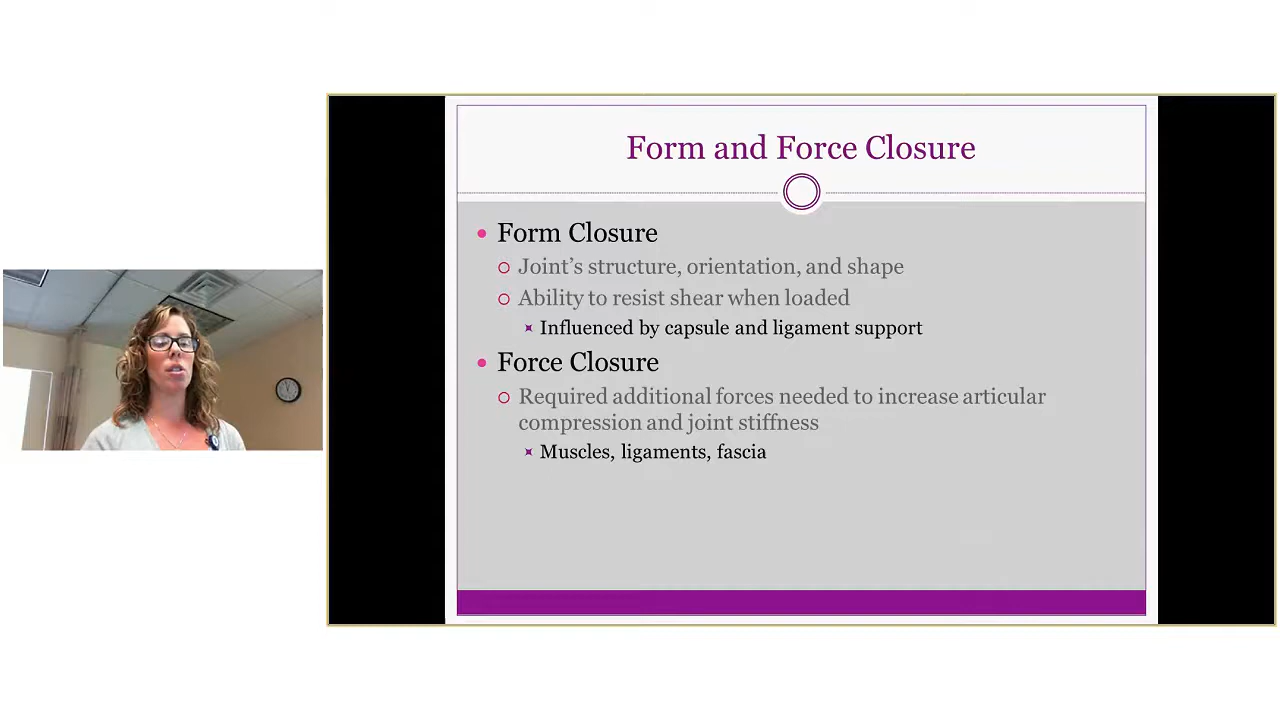 Form and Force Closure
Form Closure
Joint's structure, orientation, and shape
Ability to resist shear when loaded
Influenced by capsule and ligament support
Force Closure
Required additional forces needed to increase articular
compression and joint stiffness
Muscles, ligaments, fascia